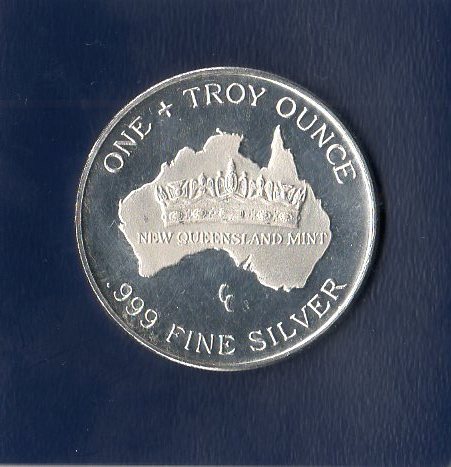 ONE + TROY OUNCE
NEW QUEENSLAND MINT
.999 FINE SILVER